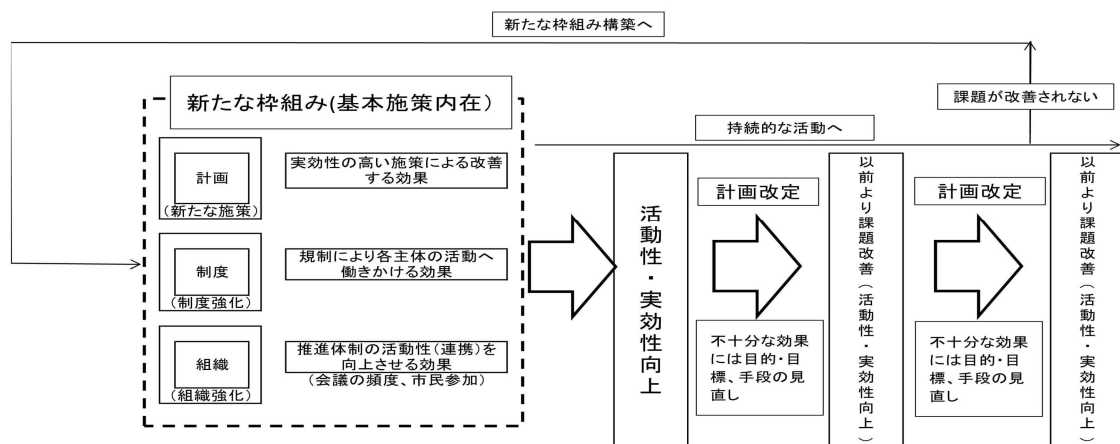 新たな枠組み構築へ
課題が改善されない
持続的な活動へ
新たな枠組み(基本施策内在)
計画
(新たな施策)
実効性の高い施策による改善
する効果
制度
(制度強化)
規制により各主体の活動へ
働きかける効果
組織
(組織強化)
推進体制の活動性(連携)を
向上させる効果
(会議の頻度、市民参加)
活動性・実効性向上
計画改定
不十分な効果
には目的・目
標、手段の見
直し
以前より課題改善(活動性・実効性向上)
計画改定
不十分な効果
には目的・目
標、手段の見
直し
以前より課題改善(活動性・実効性向上)